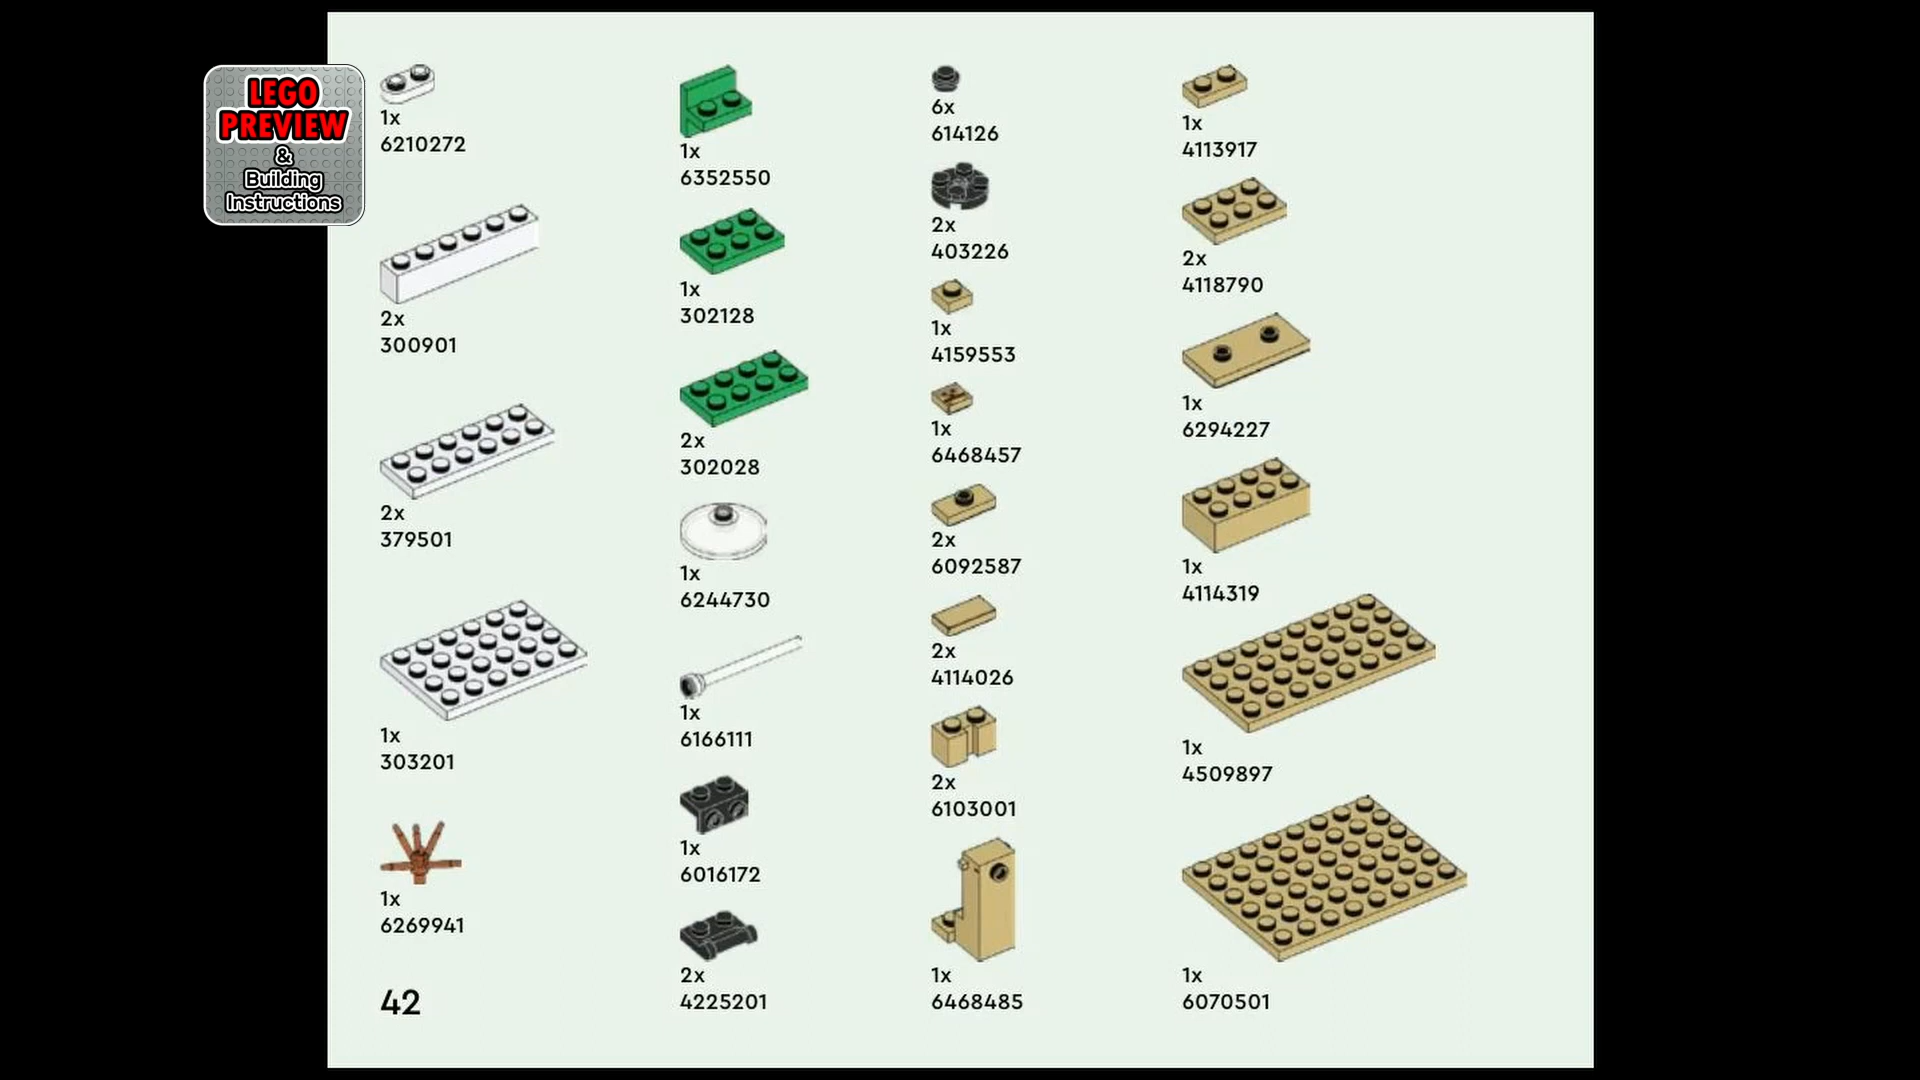 LEGO
PREVIEW
&
Building
Instructions
1x
6210272
2x
300901
2x
379501
1x
303201
1x
6269941
42
1x
6352550
1x
302128
2x
302028
1x
6244730
1x
6166111
1x
6016172
2x
4225201
6x
614126
2x
403226
1x
4159553
1x
6468457
2x
6092587
2x
4114026
2x
6103001
1x
6468485
1x
4113917
2x
4118790
1x
6294227
1x
4114319
1x
4509897
1x
6070501